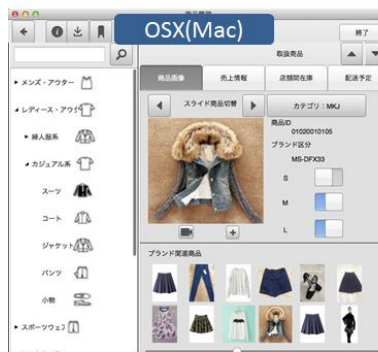 OSX(Mac)
終了
取扱商品
商品画像
売上情報
店頭間在庫
配送予定
メンズ・アウター
レディース・アウター
婦人服系
カジュアル系
スーツ
コート
ジャケット
パンツ
小物
スポーツウェア
スライド商品切替
カテゴリ：MKJ
商品ID
01020010105
ブランド区分
MS-DFX33
S
M
L
ブランド関連商品